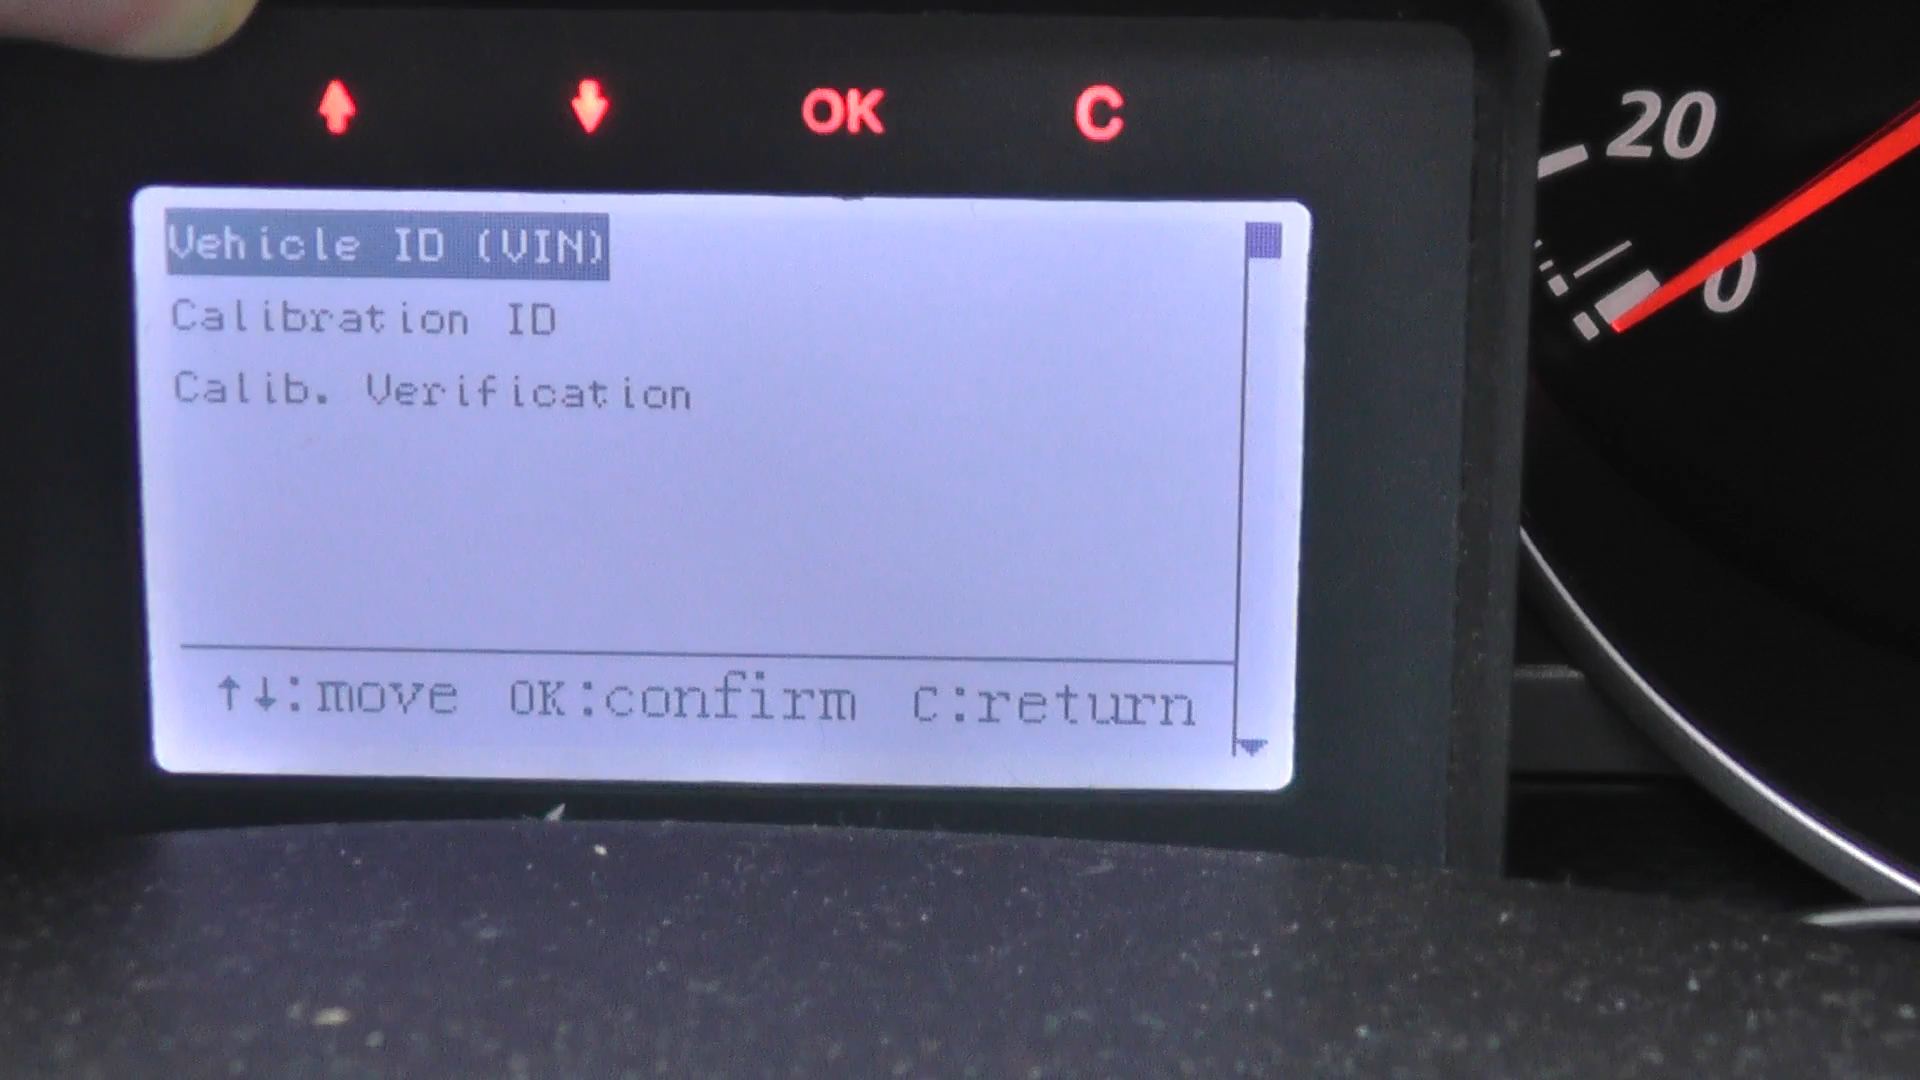 OK C
Vehicle ID (VIN)
Calibration ID
Calib. Verification
↑↓:move OK:confirm C:return
20
0